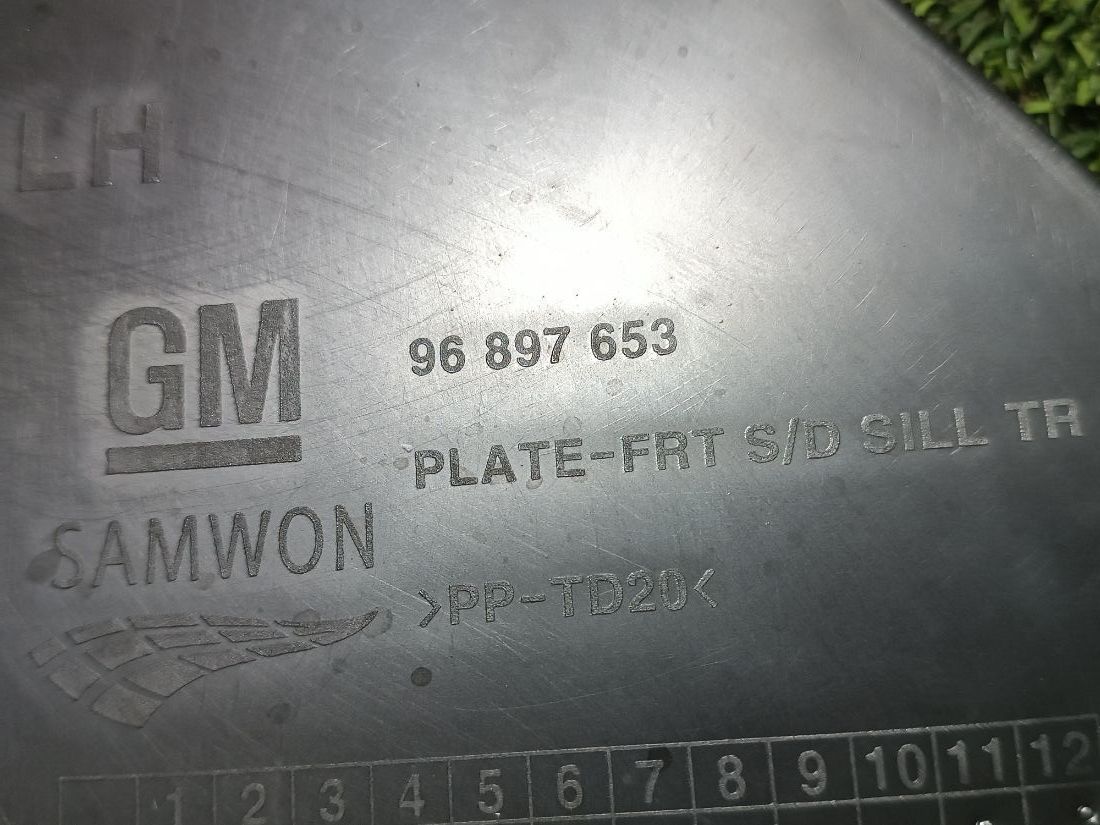 LH
GM
96 897 653
PLATE-FRT S/D SILL TR
SAMWON
>PP-TD20<
1 2 3 4 5 6 7 8 9 10 11 12